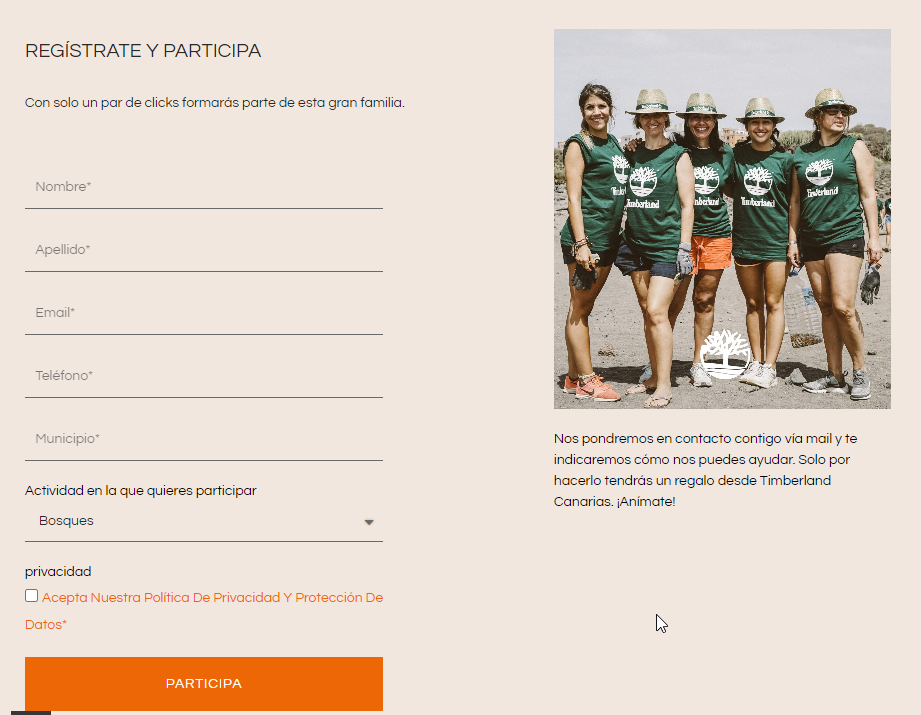 REGÍSTRATE Y PARTICIPA
Con solo un par de clicks formarás parte de esta gran familia.
Nombre*
Apellido*
Email*
Teléfono*
Municipio*
Actividad en la que quieres participar
Bosques
privacidad
Acepta Nuestra Política De Privacidad Y Protección De
Datos*
PARTICIPA
Timberland
Timberland
Timberland
Timberland
Nos pondremos en contacto contigo vía mail y te
indicaremos cómo nos puedes ayudar. Solo por
hacerlo tendrás un regalo desde Timberland
Canarias. ¡Anímate!